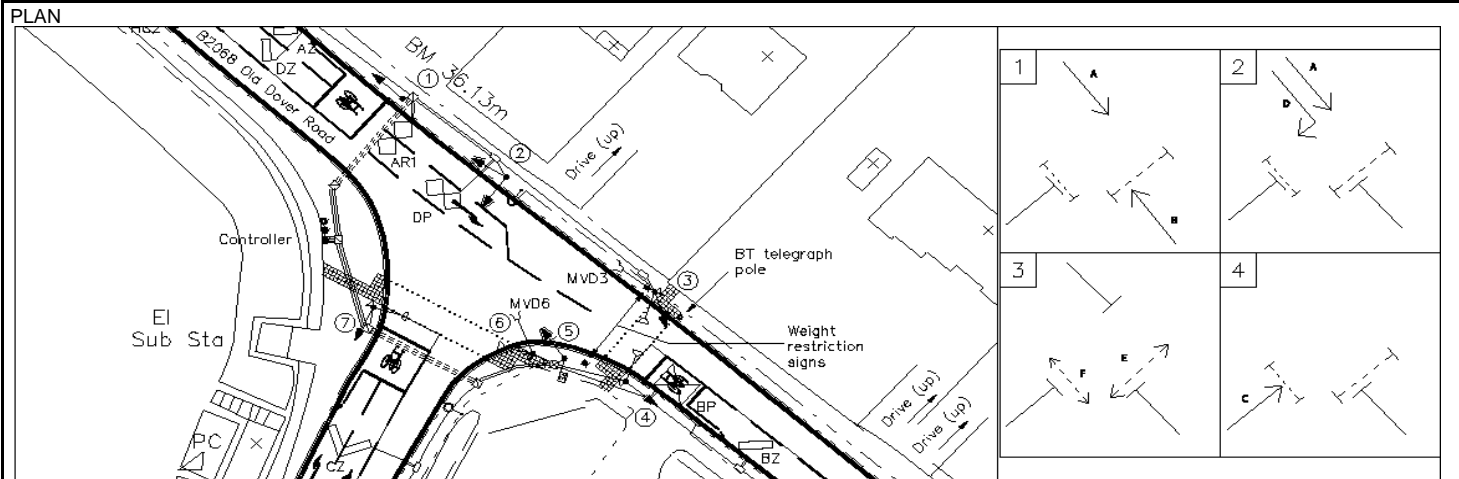 PLAN
B2068 Old Dover Road
AZ
DZ
BM 36.13m
1
2
AR1
DP
Drive (up)
Controller
BT telegraph
pole
MVD3
3
MVD6
El
Sub Sta
7
6
5
Weight
restriction
signs
4
BP
BZ
Drive (up)
Drive (up)
PC
CZ
1
A
B
2
A
D
3
F
E
4
C